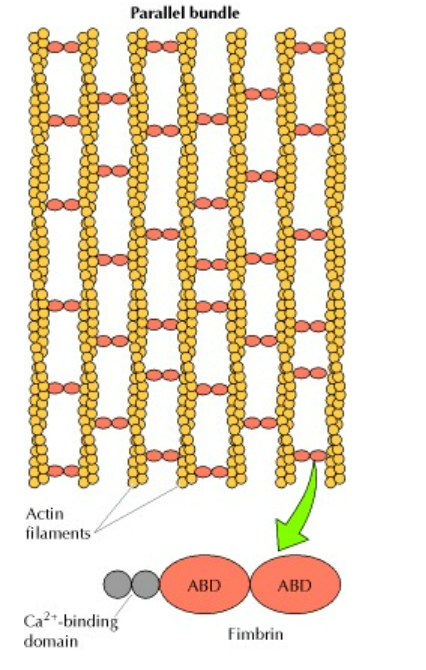 Parallel bundle
Actin
filaments
ABD
ABD
Ca²⁺-binding
domain
Fimbrin